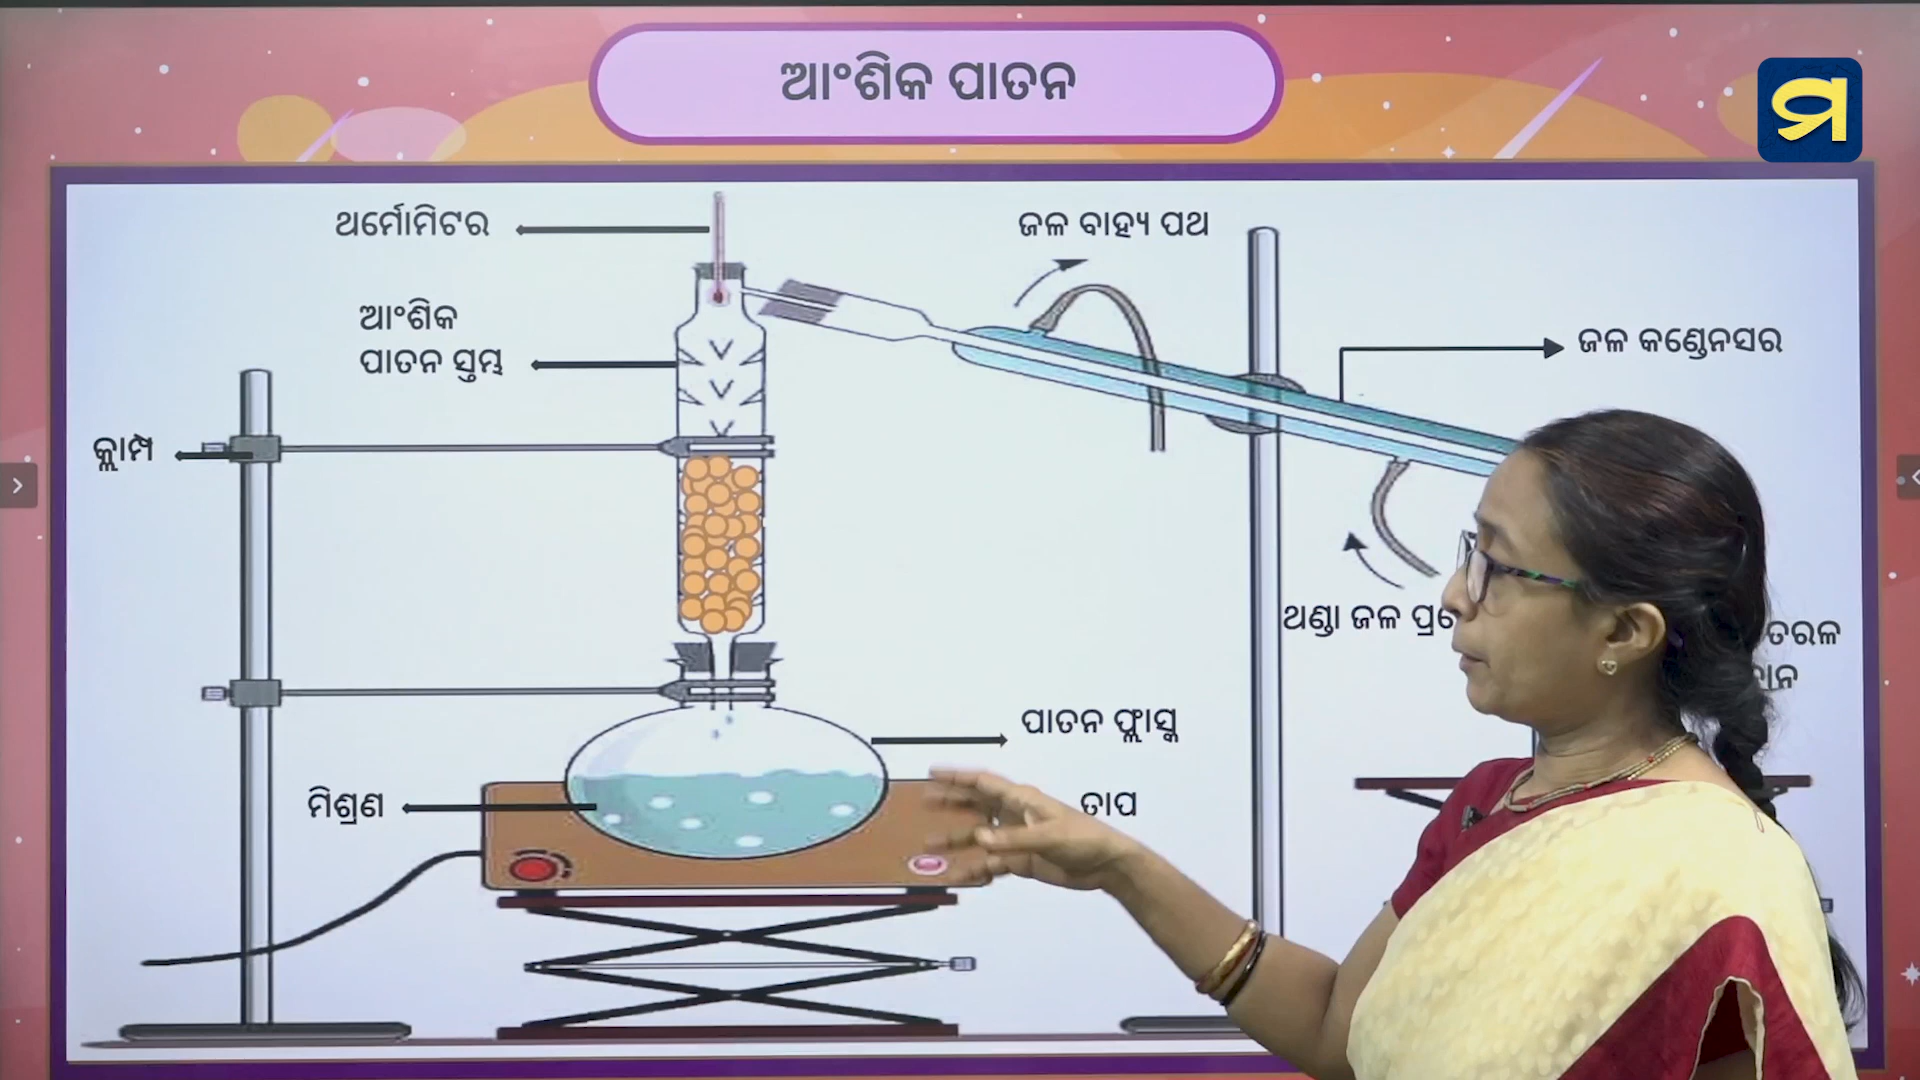 ଆଂଶିକ ପାତନ
ମ
ଥର୍ମୋମିଟର
ଜଳ ବାହ୍ୟ ପଥ
ଆଂଶିକ
ପାତନ ସ୍ତମ୍ଭ
ଜଳ କଣ୍ଡେନସର
କ୍ଲାମ୍ପ
ଥଣ୍ଡା ଜଳ
ତରଳ
ପାତନ ଫ୍ଲାସ୍କ
ମିଶ୍ରଣ
ତାପ